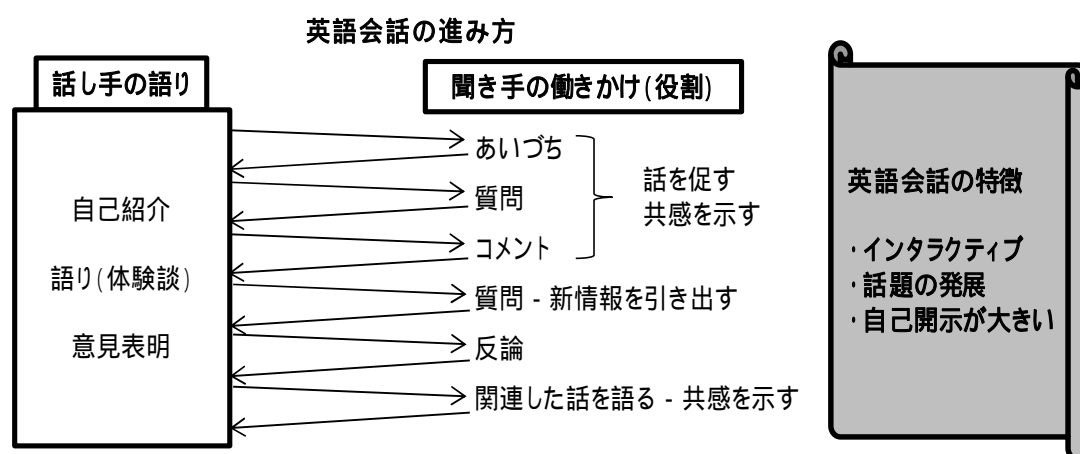 英語会話の進み方
話し手の語り
自己紹介
語り(体験談)
意見表明
聞き手の働きかけ(役割)
あいづち
質問
コメント
話を促す
共感を示す
質問 - 新情報を引き出す
反論
関連した話を語る - 共感を示す
英語会話の特徴
・インタラクティブ
・話題の発展
・自己開示が大きい